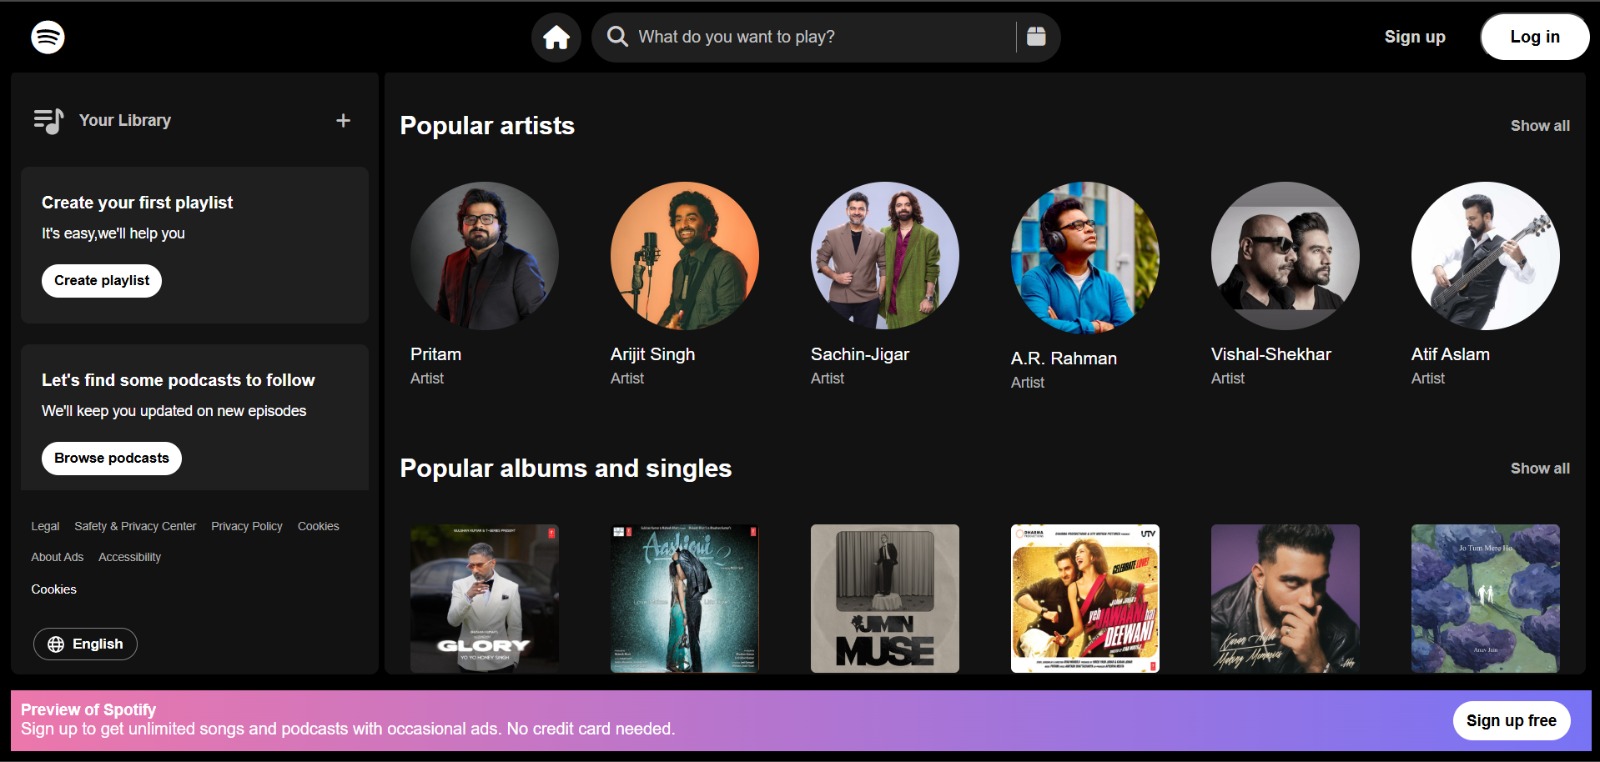 What do you want to play?
Sign up
Log in
Your Library
Create your first playlist
It's easy,we'll help you
Create playlist
Let's find some podcasts to follow
We'll keep you updated on new episodes
Browse podcasts
Legal Safety & Privacy Center Privacy Policy Cookies
About Ads Accessibility
Cookies
English
Popular artists
Show all
Pritam
Artist
Arijit Singh
Artist
Sachin-Jigar
Artist
A.R. Rahman
Artist
Vishal-Shekhar
Artist
Atif Aslam
Artist
Popular albums and singles
Show all
GLORY
YO YO HONEY SINGH
Aashiqui 2
JIMIN
MUSE
DHARMA
UTV
CELEBRATE LOVE!
yeh
JAWAANI hai
DEEWANI
Karan Aujla
Making Memories
Jo Tum Mere Ho
Anuv Jain
Preview of Spotify
Sign up to get unlimited songs and podcasts with occasional ads. No credit card needed.
Sign up free